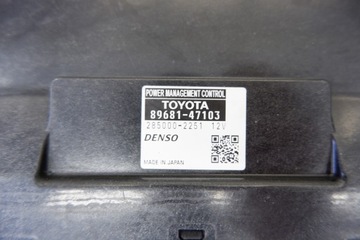 POWER MANAGEMENT CONTROL
TOYOTA
89681-47103
285000-2251 12V
DENSO
MADE IN JAPAN